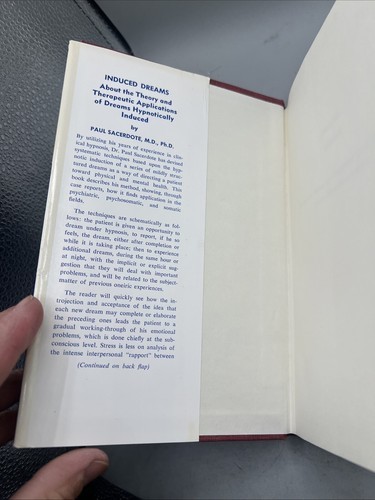 INDUCED DREAMS
About the Theory and
Therapeutic Applications
of Dreams Hypnotically
Induced
by
PAUL SACERDOTE, M.D., Ph.D.
By utilizing his years of experience in clin-
ical hypnosis, Dr. Paul Sacerdote has devised
systematic techniques based upon the hyp-
notic induction of a series of mildly struc-
tured dreams as a way of directing a patient
toward physical and mental health. This
book describes his method, showing, through
case reports, how it finds application in the
psychiatric, psychosomatic, and somatic
fields.
The techniques are schematically as fol-
lows: the patient is given an opportunity to
dream under hypnosis, to report, if he so
feels, the dream, either after completion or
while it is taking place; then to experience
additional dreams, during the same hour or
at night, with the implicit or explicit sug-
gestion that they will deal with important
problems, and will be related to the subject-
matter of previous oneiric experiences.
The reader will quickly see how the in-
trojection and acceptance of the idea that
each new dream may complete or elaborate
the preceding ones leads the patient to a
gradual working-through of his emotional
problems, which is done chiefly at the sub-
conscious level. Stress is less on analysis of
the intense interpersonal "rapport" between
(Continued on back flap)